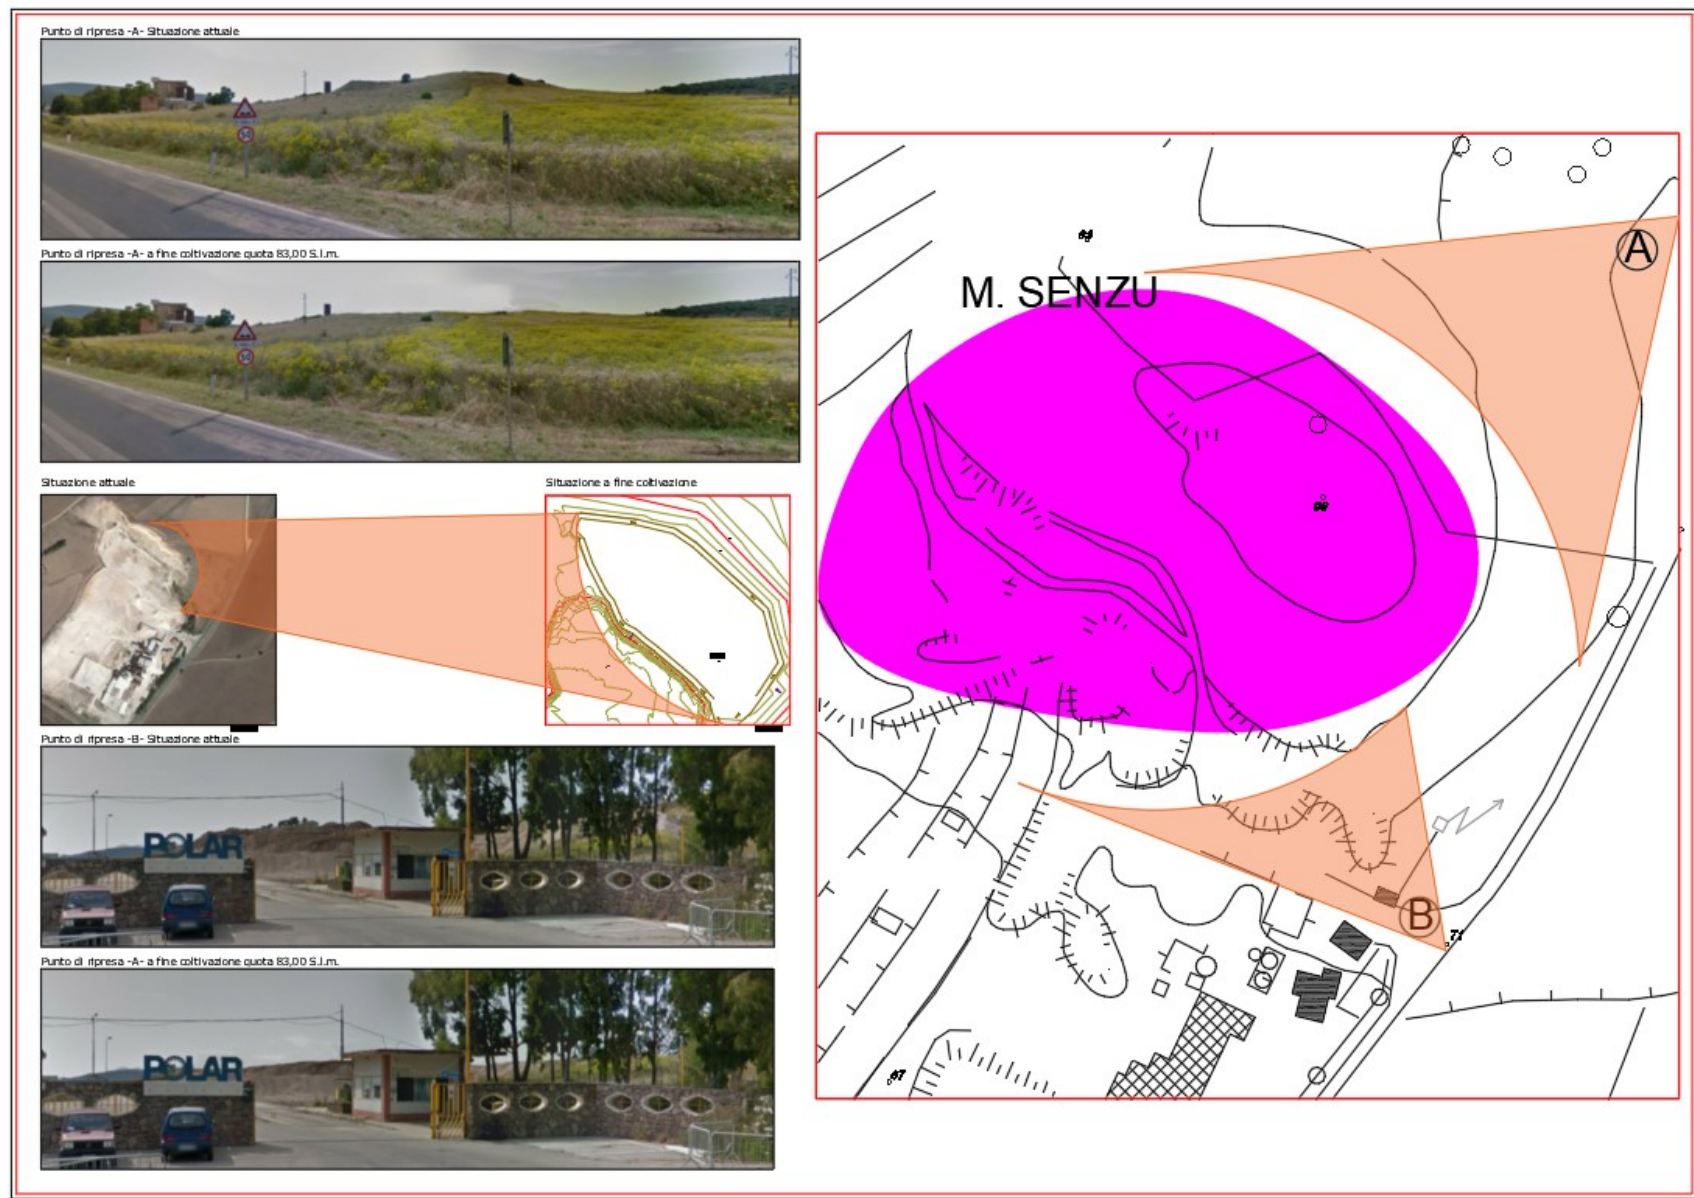 Punto di ripresa -A- Situazione attuale
Punto di ripresa -A- a fine coltivazione quota 83,00 S.l.m.
Situazione attuale
Situazione a fine coltivazione
Punto di ripresa -B- Situazione attuale
POLAR
Punto di ripresa -A- a fine coltivazione quota 83,00 S.l.m.
POLAR
A
M. SENZU
B
71
67